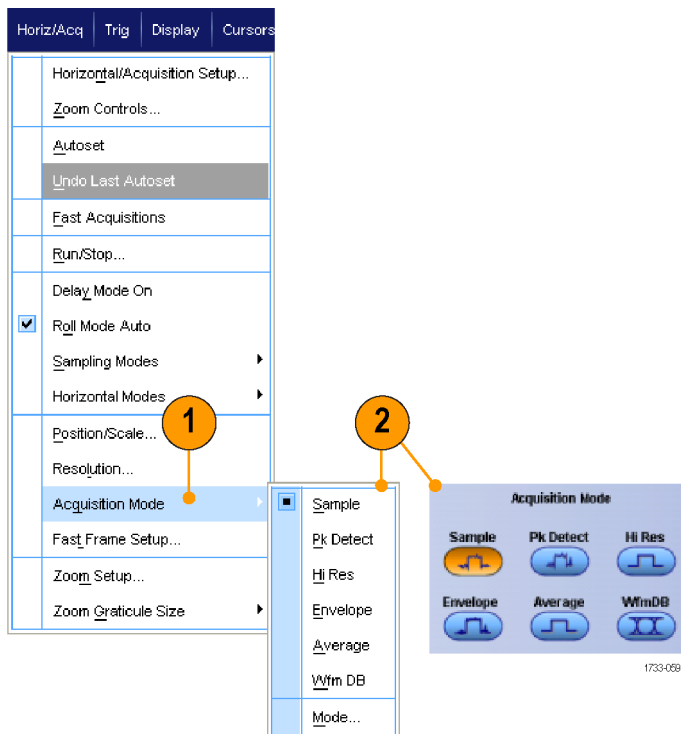 Horiz/Acq Trig Display Cursors
Horizontal/Acquisition Setup...
Zoom Controls...
Autoset
Undo Last Autoset
Fast Acquisitions
Run/Stop...
Delay Mode On
Roll Mode Auto
Sampling Modes
Horizontal Modes
Position/Scale...
Resolution...
Acquisition Mode
Fast Frame Setup...
Zoom Setup...
Zoom Graticule Size
1
2
Sample
Pk Detect
Hi Res
Envelope
Average
Wfm DB
Mode...
Acquisition Mode
Sample Pk Detect Hi Res
Envelope Average WfmDB
1733-059